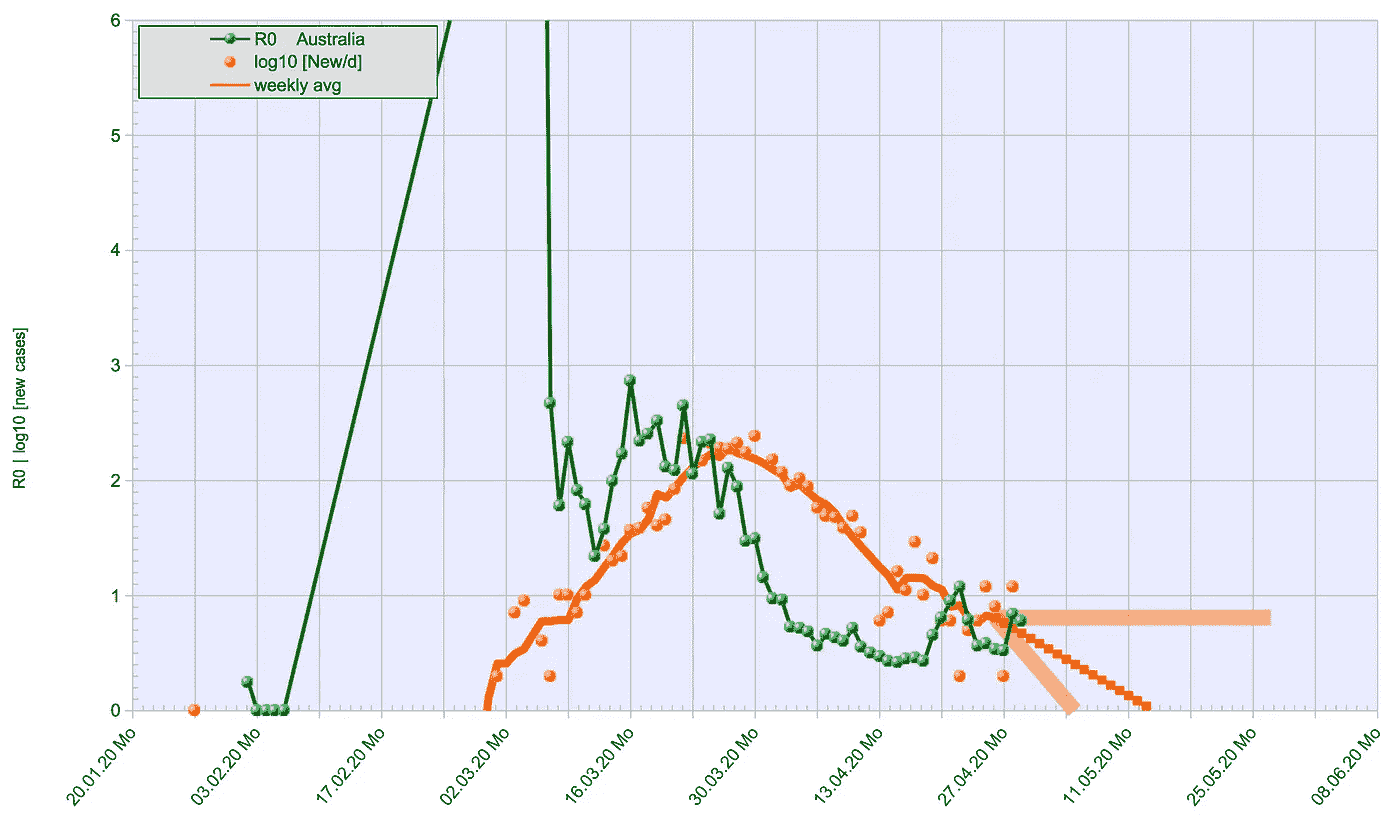 6
5
4
3
2
1
0
R0 | log10 [new cases]
R0 Australia
log10 [New/d]
weekly avg
20.01.20 Mo
03.02.20 Mo
17.02.20 Mo
02.03.20 Mo
16.03.20 Mo
30.03.20 Mo
13.04.20 Mo
27.04.20 Mo
11.05.20 Mo
25.05.20 Mo
08.06.20 Mo